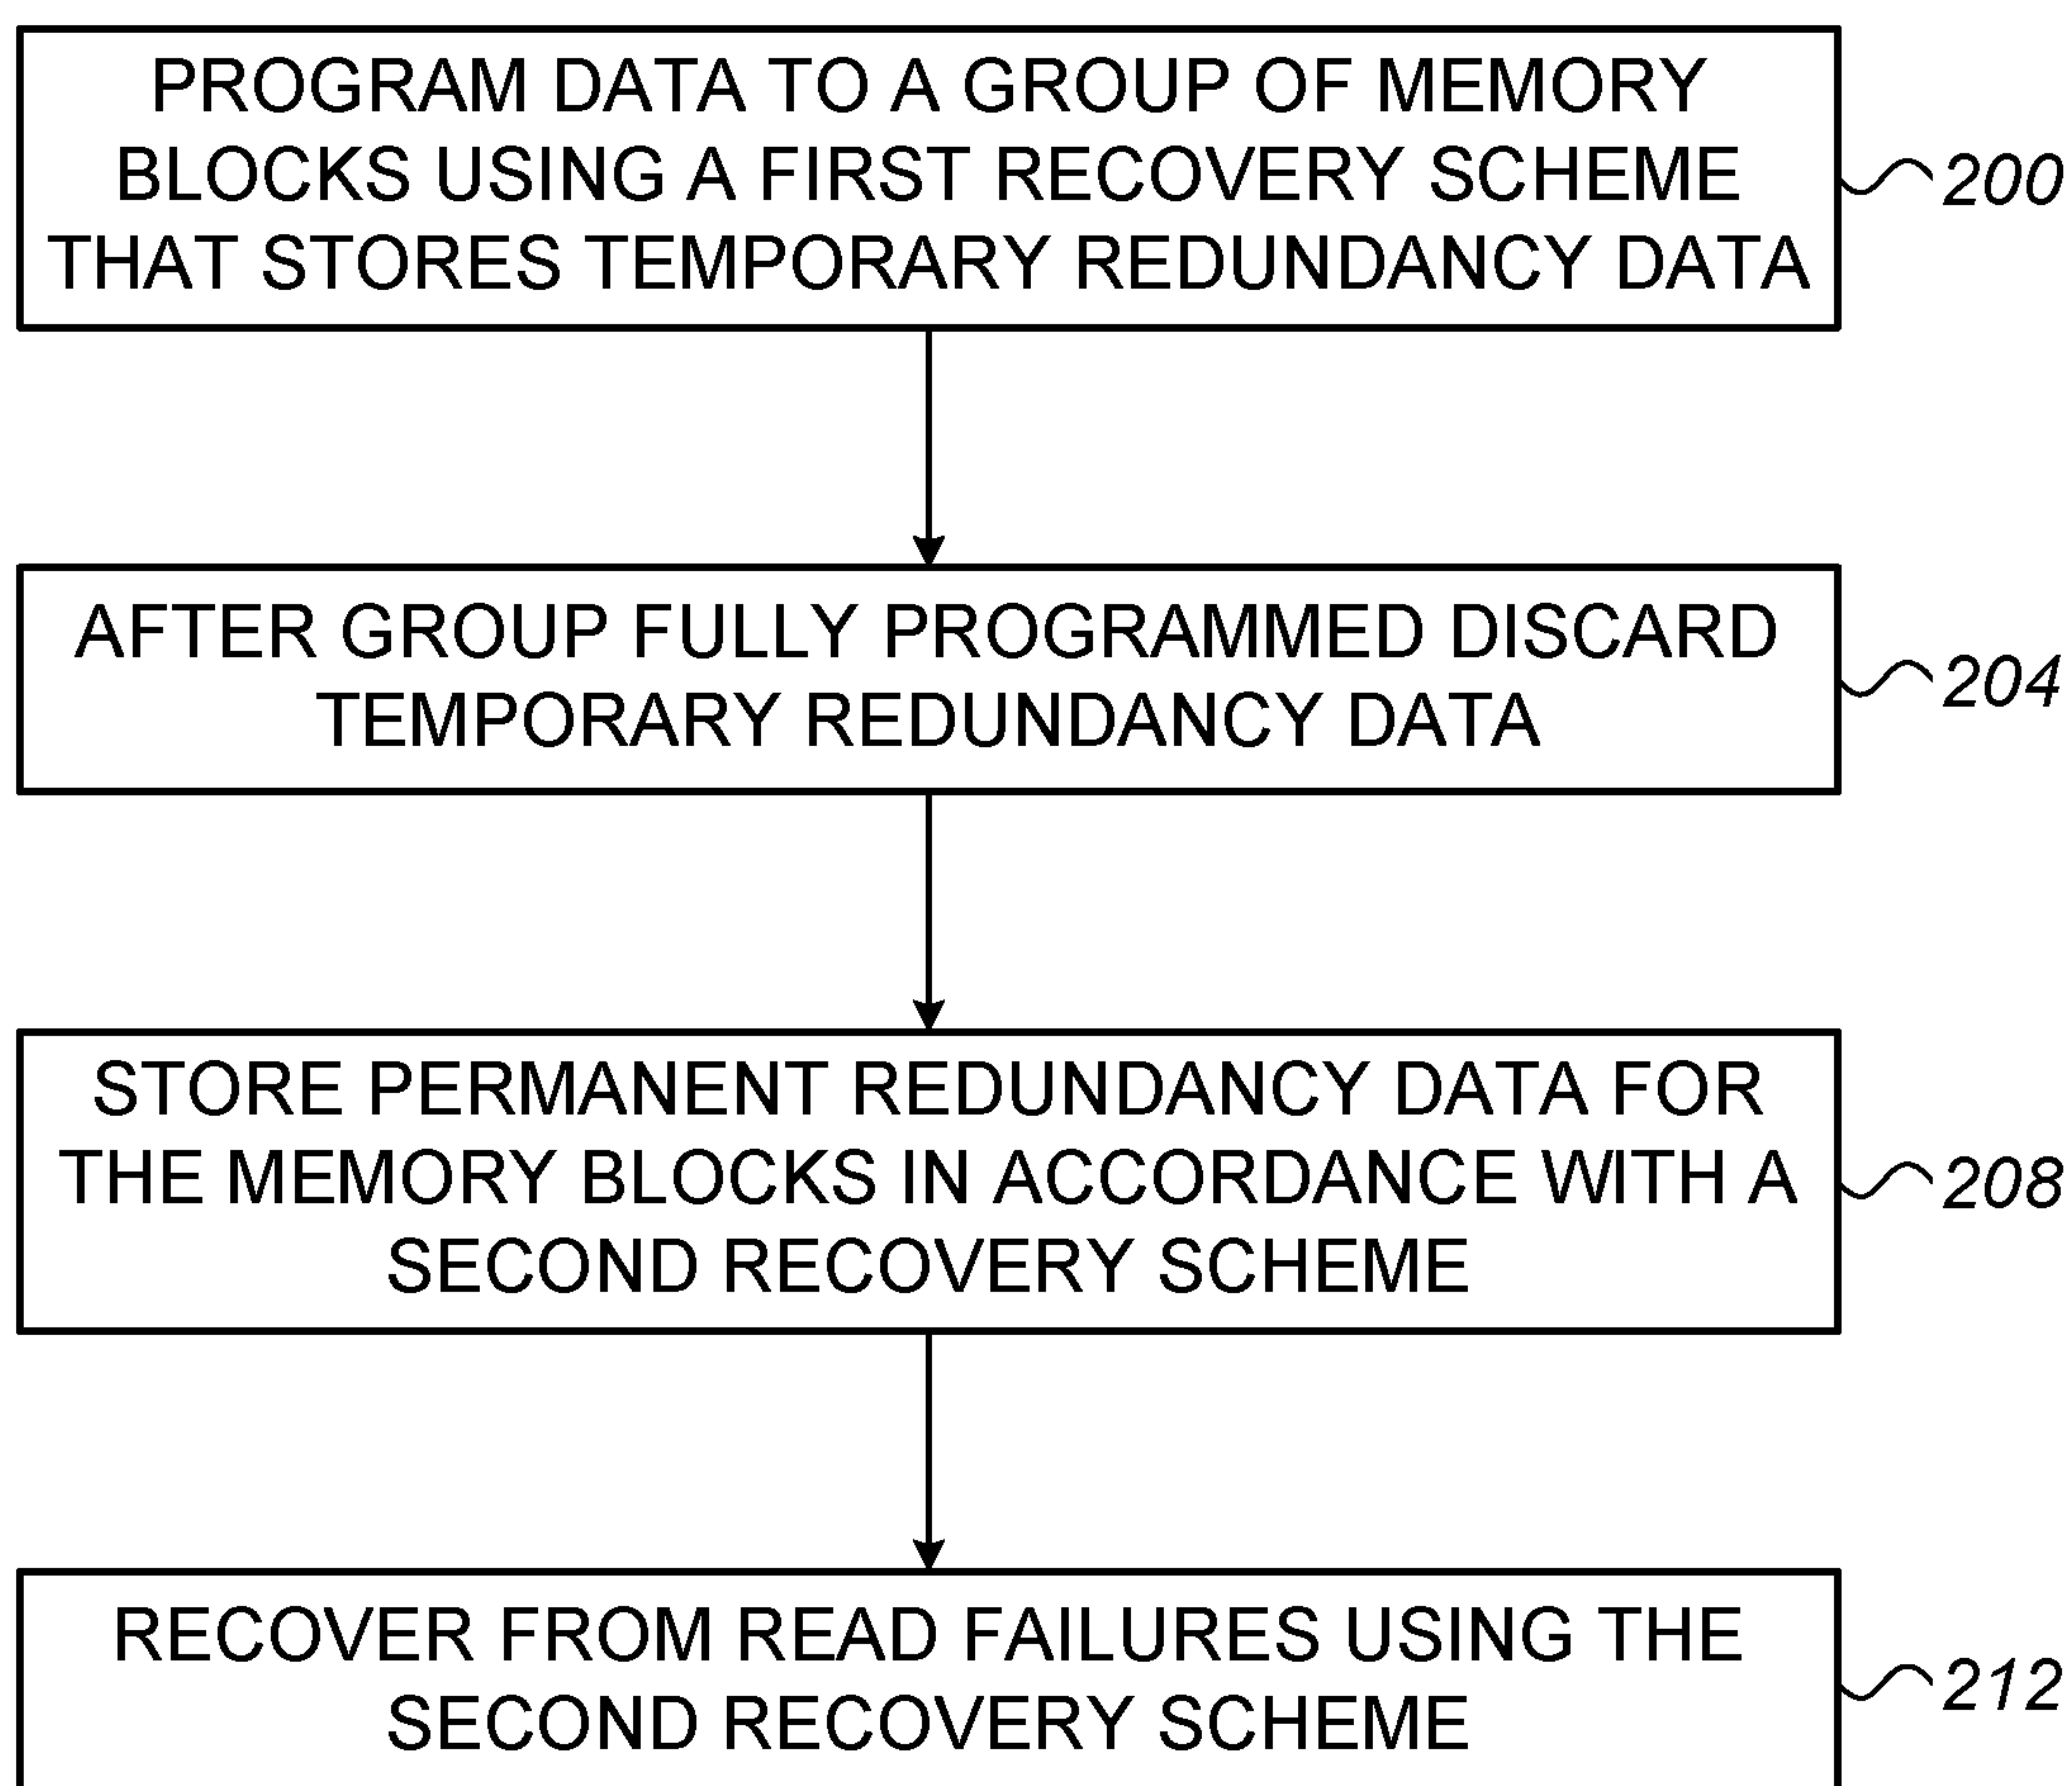 PROGRAM DATA TO A GROUP OF MEMORY
BLOCKS USING A FIRST RECOVERY SCHEME
THAT STORES TEMPORARY REDUNDANCY DATA
200
AFTER GROUP FULLY PROGRAMMED DISCARD
TEMPORARY REDUNDANCY DATA
204
STORE PERMANENT REDUNDANCY DATA FOR
THE MEMORY BLOCKS IN ACCORDANCE WITH A
SECOND RECOVERY SCHEME
208
RECOVER FROM READ FAILURES USING THE
SECOND RECOVERY SCHEME
212